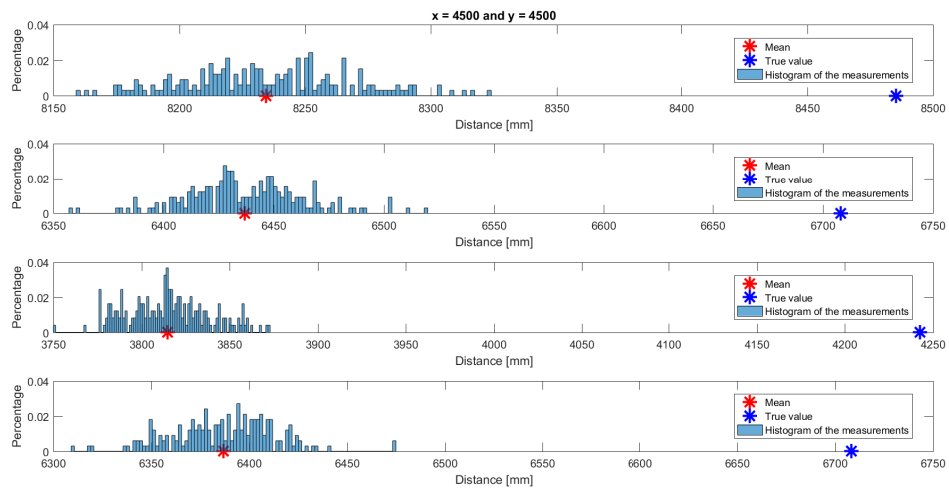 x = 4500 and y = 4500
Percentage
0.04
0.02
0
8150 8200 8250 8300 8350 8400 8450 8500
Distance [mm]
Mean
True value
Histogram of the measurements
Percentage
0.04
0.02
0
6350 6400 6450 6500 6550 6600 6650 6700 6750
Distance [mm]
Mean
True value
Histogram of the measurements
Percentage
0.04
0.02
0
3750 3800 3850 3900 3950 4000 4050 4100 4150 4200 4250
Distance [mm]
Mean
True value
Histogram of the measurements
Percentage
0.04
0.02
0
6300 6350 6400 6450 6500 6550 6600 6650 6700 6750
Distance [mm]
Mean
True value
Histogram of the measurements